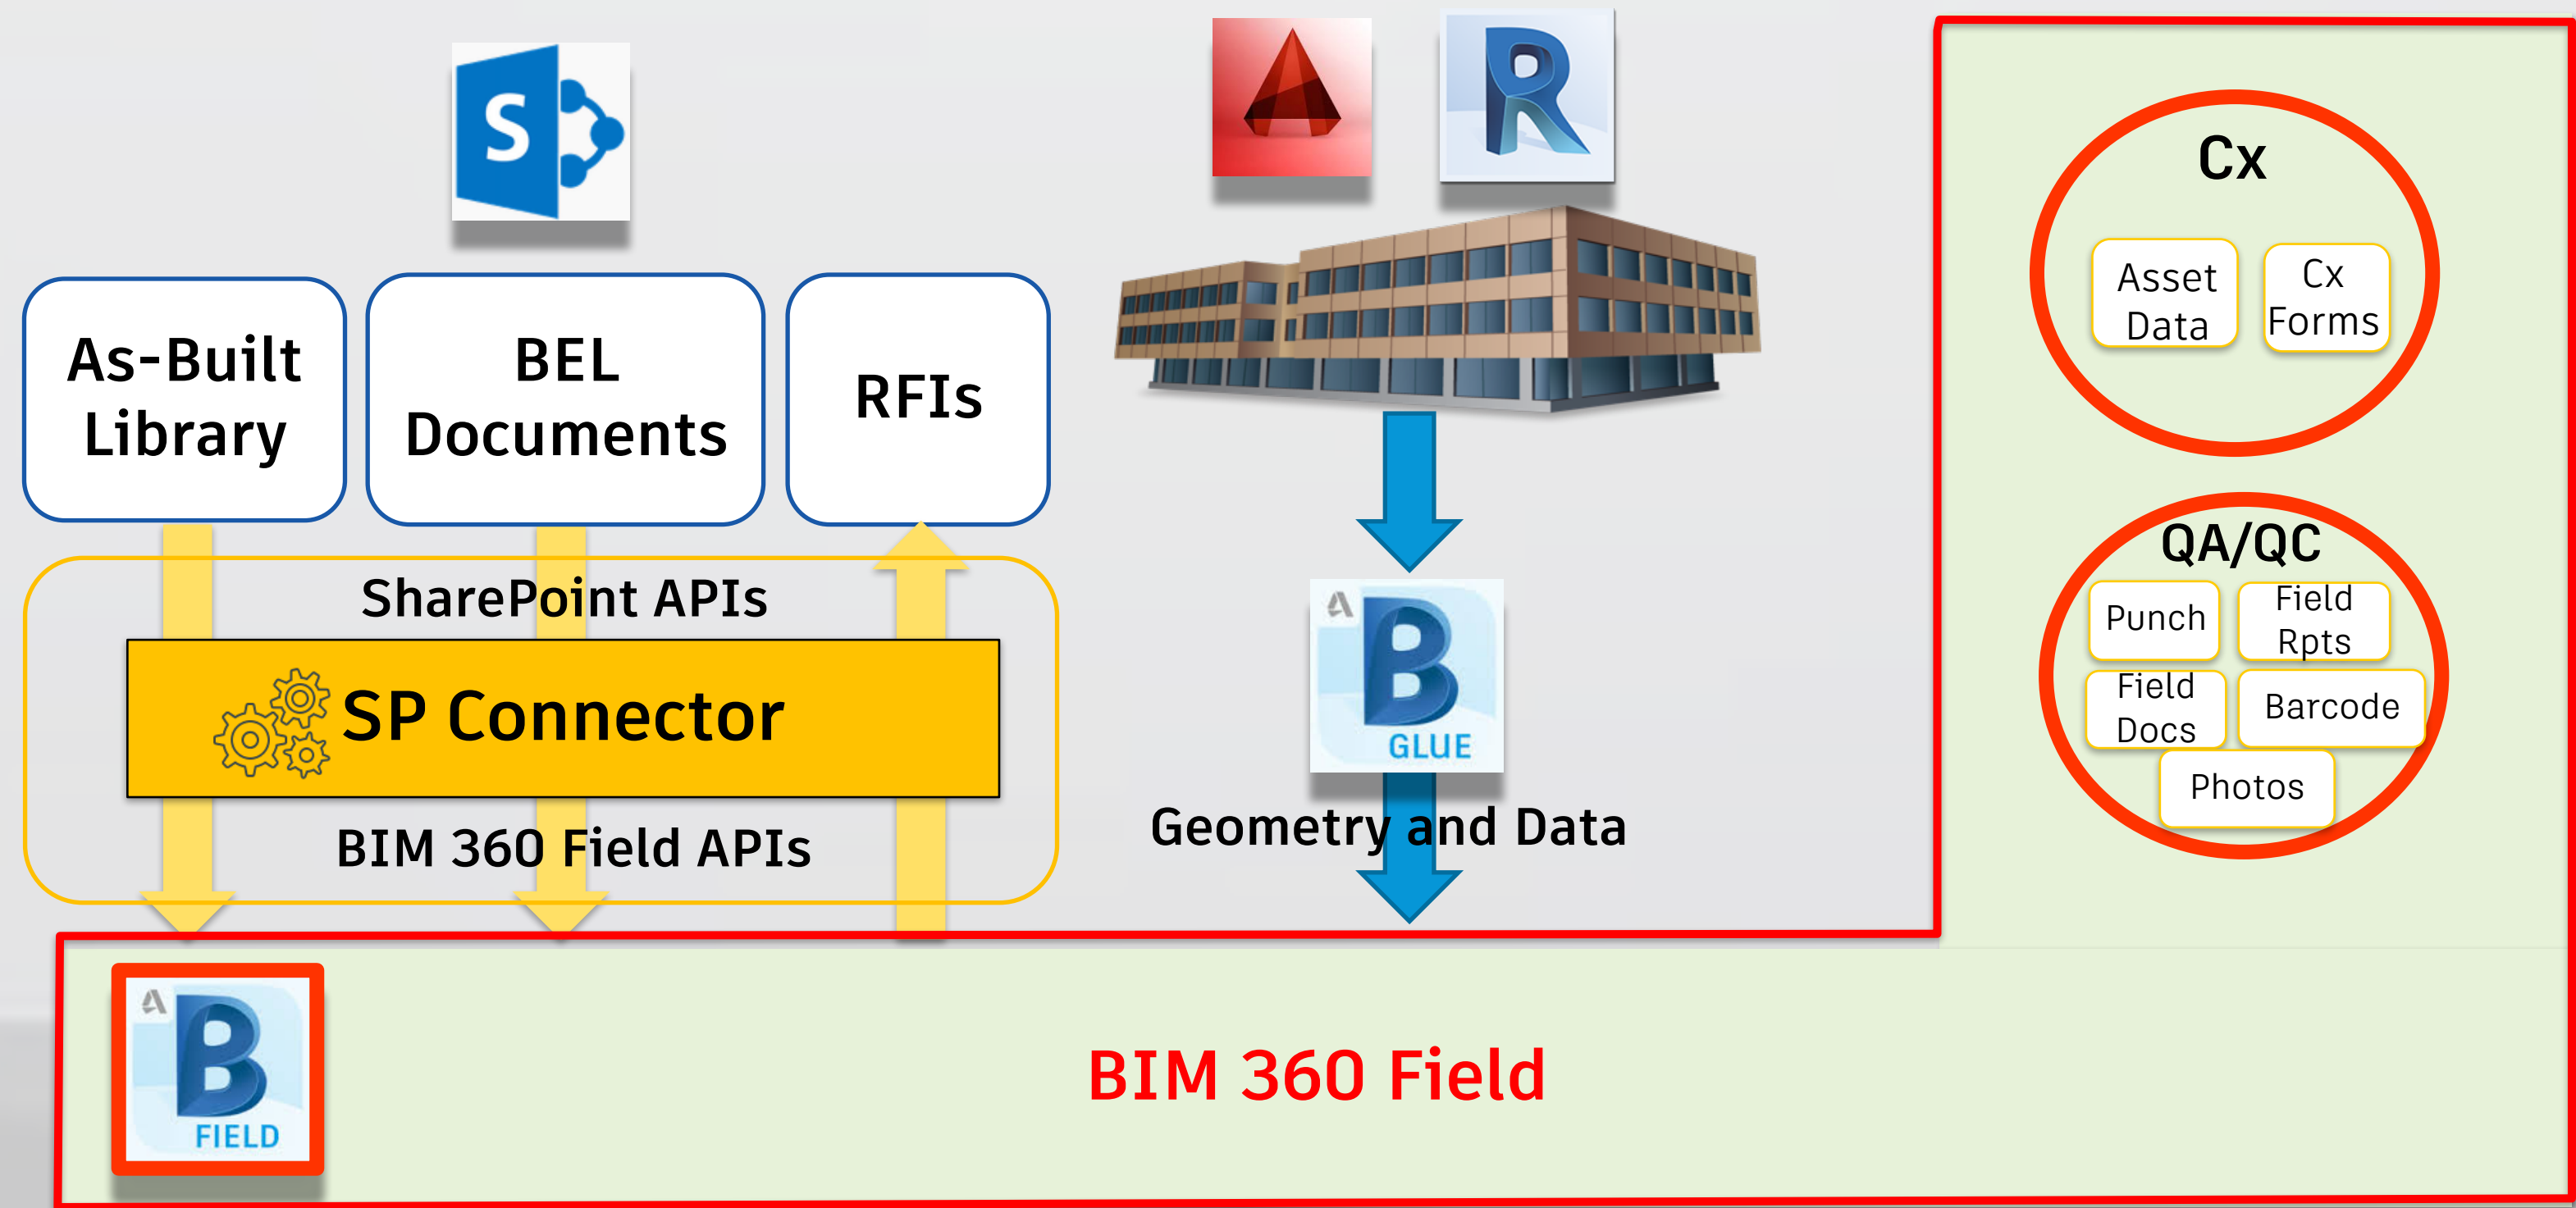 S
R
As-Built
Library
BEL
Documents
RFIs
SharePoint APIs
SP Connector
BIM 360 Field APIs
B
GLUE
Geometry and Data
Cx
Asset
Data
Cx
Forms
QA/QC
Punch
Field
Rpts
Field
Docs
Barcode
Photos
B
FIELD
BIM 360 Field